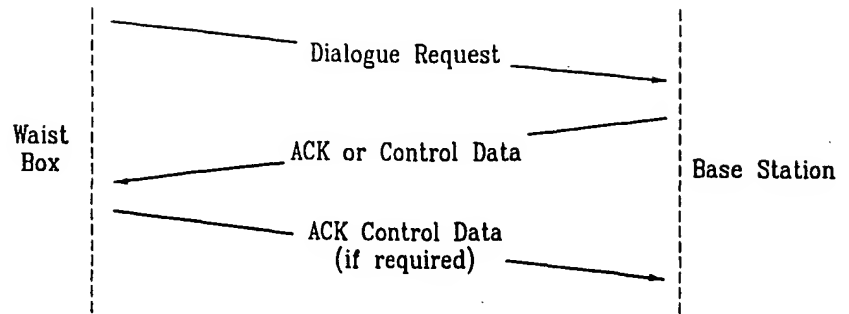 Dialogue Request
Waist
Box
ACK or Control Data
Base Station
ACK Control Data
(if required)